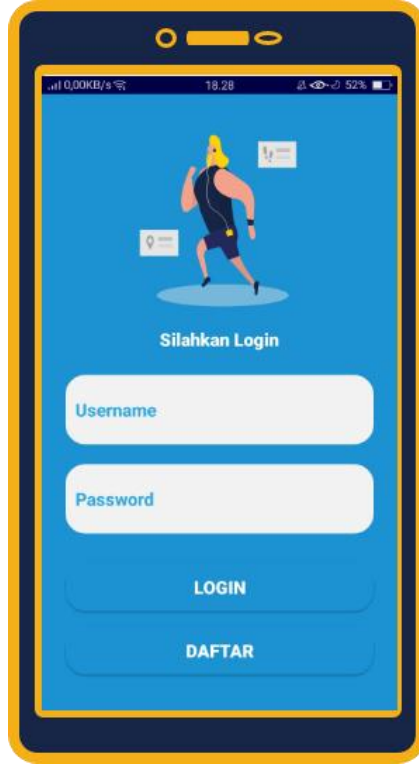 0,00KB/s
18.28
52%
Silahkan Login
Username
Password
LOGIN
DAFTAR